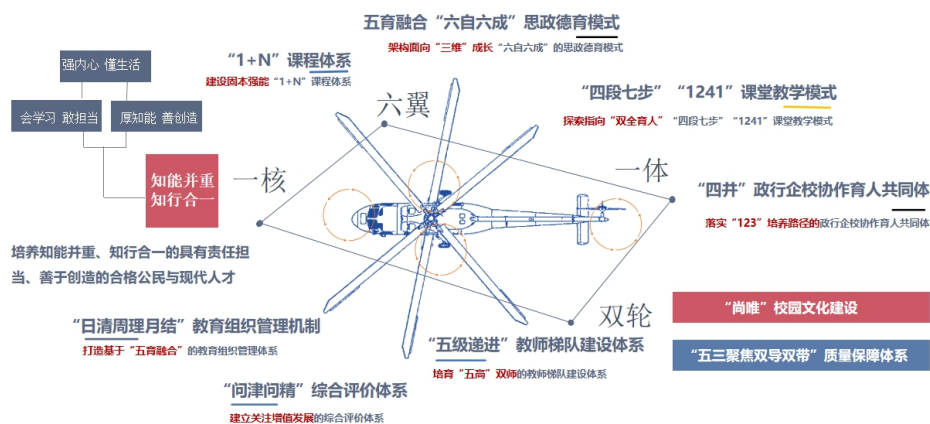 五育融合“六自六成”思政德育模式
架构面向“三维”成长“六自六成”的思政德育模式
“1+N”课程体系
建设固本强能“1+N”课程体系
强内心 懂生活
会学习 敢担当
厚知能 善创造
六翼
“四段七步”“1241”课堂教学模式
探索指向“双全育人”“四段七步”“1241”课堂教学模式
知能并重
知行合一
一核
一体
“四井”政行企校协作育人共同体
落实“123”培养路径的政行企校协作育人共同体
培养知能并重、知行合一的具有责任担
当、善于创造的合格公民与现代人才
双轮
“尚唯”校园文化建设
“日清周理月结”教育组织管理机制
打造基于“五育融合”的教育组织管理体系
“五级递进”教师梯队建设体系
培育“五高”双师的教师梯队建设体系
“五三聚焦双导双带”质量保障体系
“问津问精”综合评价体系
建立关注增值发展的综合评价体系